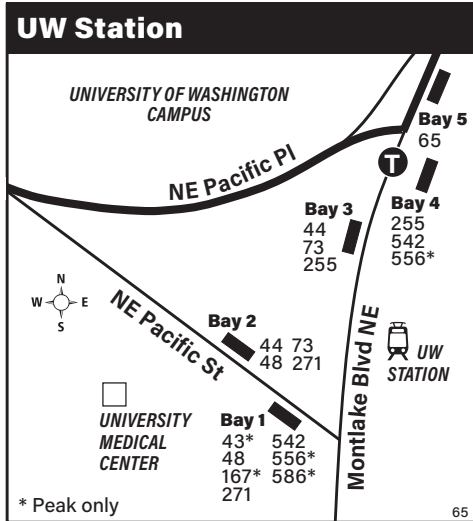 UW Station
UNIVERSITY OF WASHINGTON
CAMPUS
NE Pacific Pl
Bay 5
65
T
Bay 4
255
542
556*
Bay 3
44
73
255
N
W E
S
NE Pacific St
Bay 2
44 73
48 271
Montlake Blvd NE
UW
STATION
UNIVERSITY
MEDICAL
CENTER
Bay 1
43* 542
48 556*
167* 586*
271
* Peak only
65